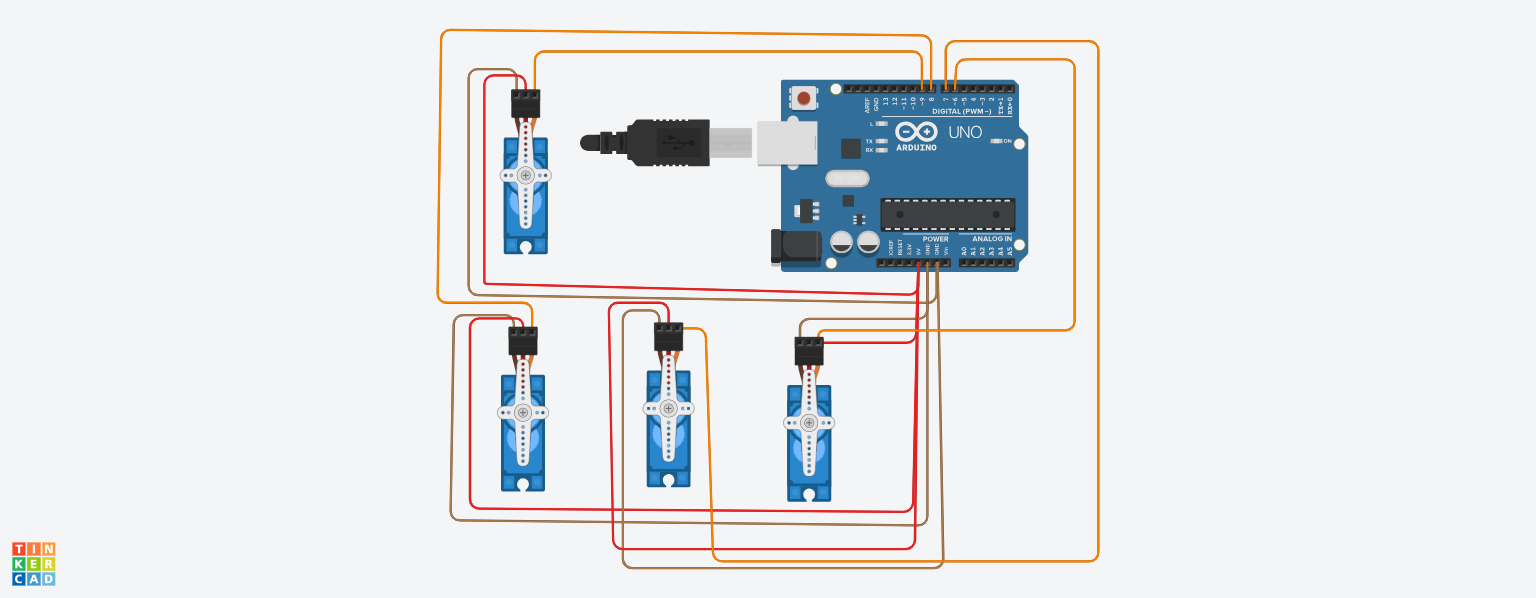 AREF
GND
13
12
~11
~10
~9
8
7
~6
~5
4
~3
2
TX→1
RX←0
DIGITAL (PWM~)
L
TX
RX
UNO
ARDUINO
ON
POWER
ANALOG IN
IOREF
RESET
3.3V
5V
GND
GND
Vin
A0
A1
A2
A3
A4
A5
TIN
KER
CAD